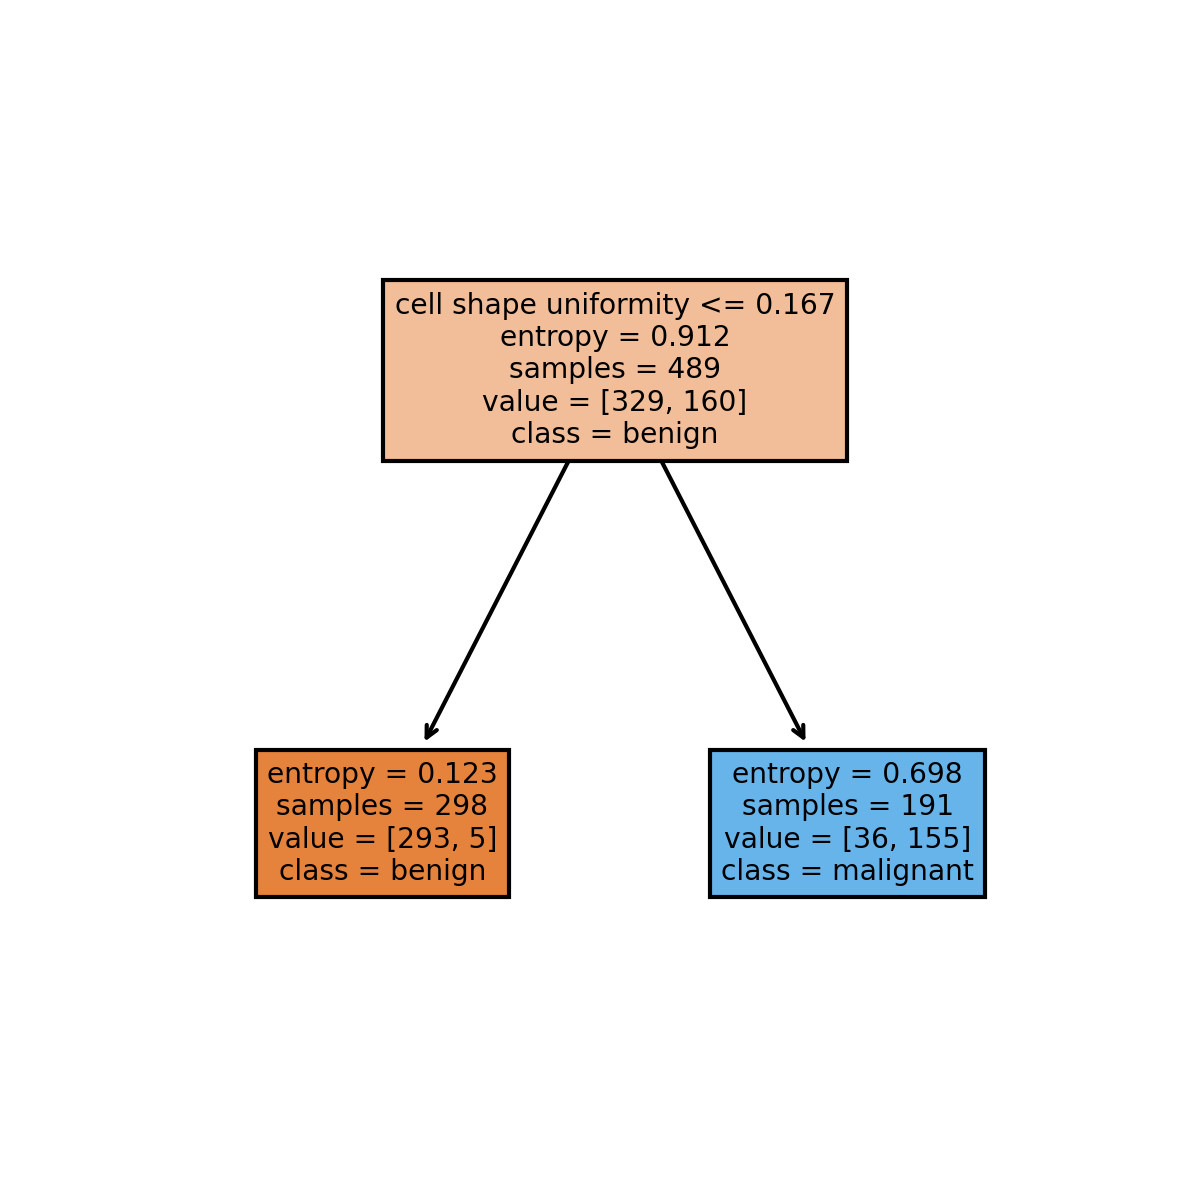 cell shape uniformity <= 0.167
entropy = 0.912
samples = 489
value = [329, 160]
class = benign
entropy = 0.123
samples = 298
value = [293, 5]
class = benign
entropy = 0.698
samples = 191
value = [36, 155]
class = malignant